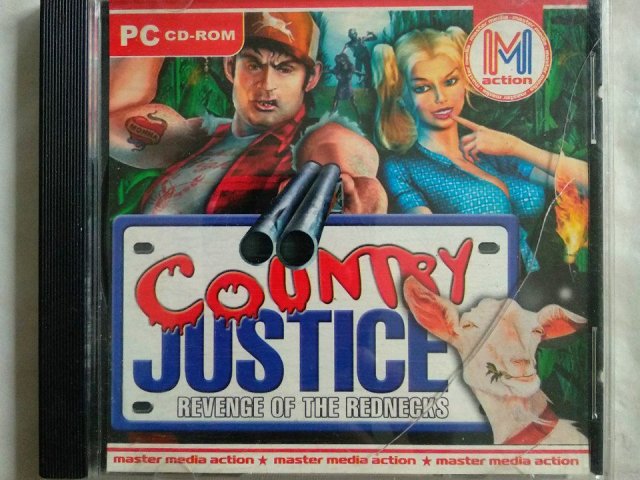 PC CD-ROM
M
action
MOMMA
COUNTRY
JUSTICE
REVENGE OF THE REDNECKS
master media action ★ master media action ★ master media action